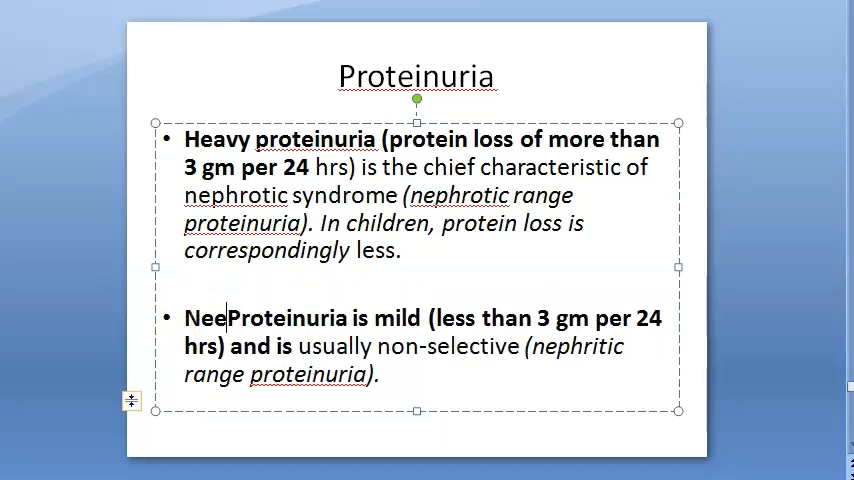 Proteinuria
• Heavy proteinuria (protein loss of more than
3 gm per 24 hrs) is the chief characteristic of
nephrotic syndrome (nephrotic range
proteinuria). In children, protein loss is
correspondingly less.
• NeeProteinuria is mild (less than 3 gm per 24
hrs) and is usually non-selective (nephritic
range proteinuria).